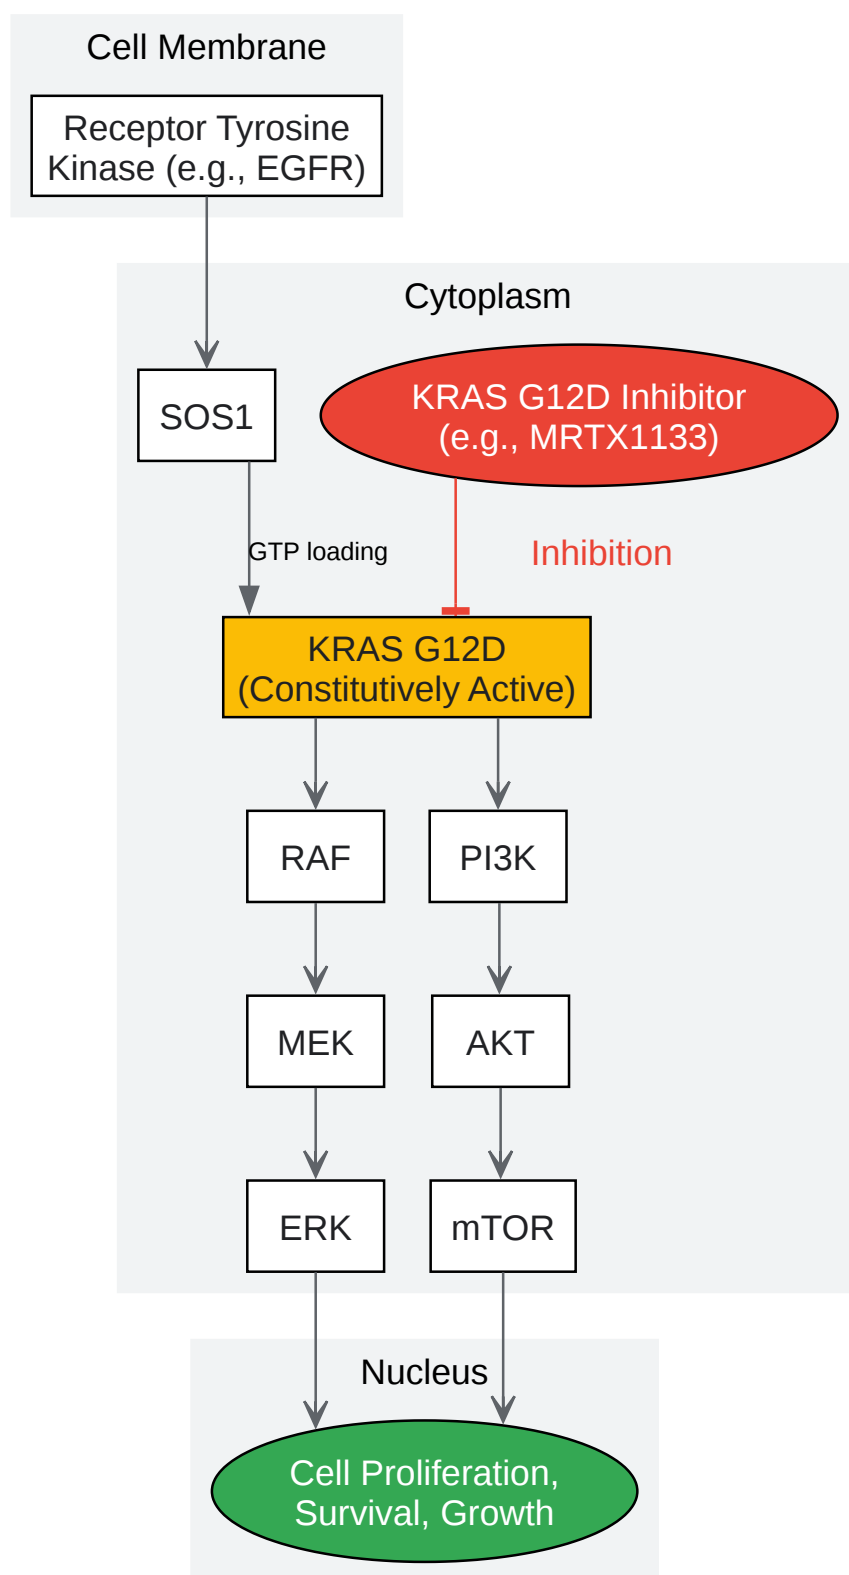 Cell Membrane
Receptor Tyrosine
Kinase (e.g., EGFR)
Cytoplasm
SOS1
KRAS G12D Inhibitor
(e.g., MRTX1133)
GTP loading
Inhibition
KRAS G12D
(Constitutively Active)
RAF
PI3K
MEK
AKT
ERK
mTOR
Nucleus
Cell Proliferation,
Survival, Growth